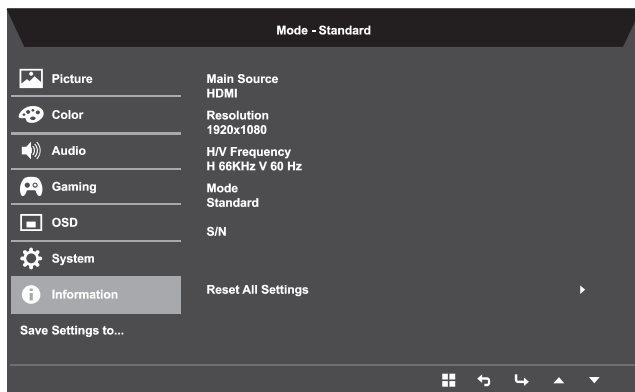 Mode - Standard
Picture
Color
Audio
Gaming
OSD
System
Information
Save Settings to...
Main Source
HDMI
Resolution
1920x1080
H/V Frequency
H 66KHz V 60 Hz
Mode
Standard
S/N
Reset All Settings